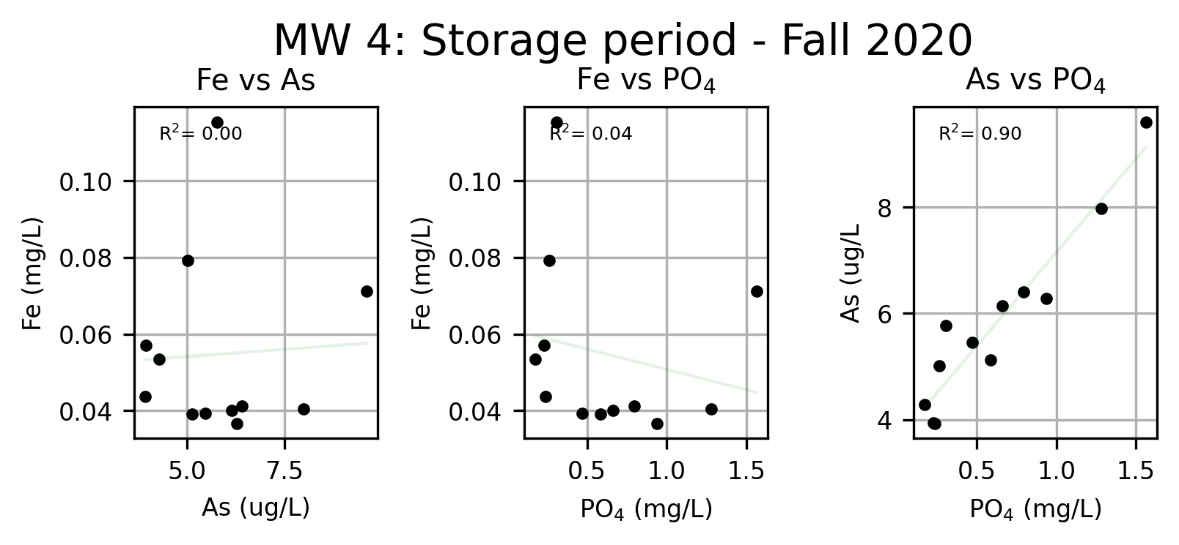 MW 4: Storage period - Fall 2020
Fe vs As
Fe (mg/L)
0.10
0.08
0.06
0.04
R²= 0.00
5.0 7.5
As (ug/L)
Fe vs PO₄
Fe (mg/L)
0.10
0.08
0.06
0.04
R²= 0.04
0.5 1.0 1.5
PO₄ (mg/L)
As vs PO₄
As (ug/L
8
6
4
R²= 0.90
0.5 1.0 1.5
PO₄ (mg/L)